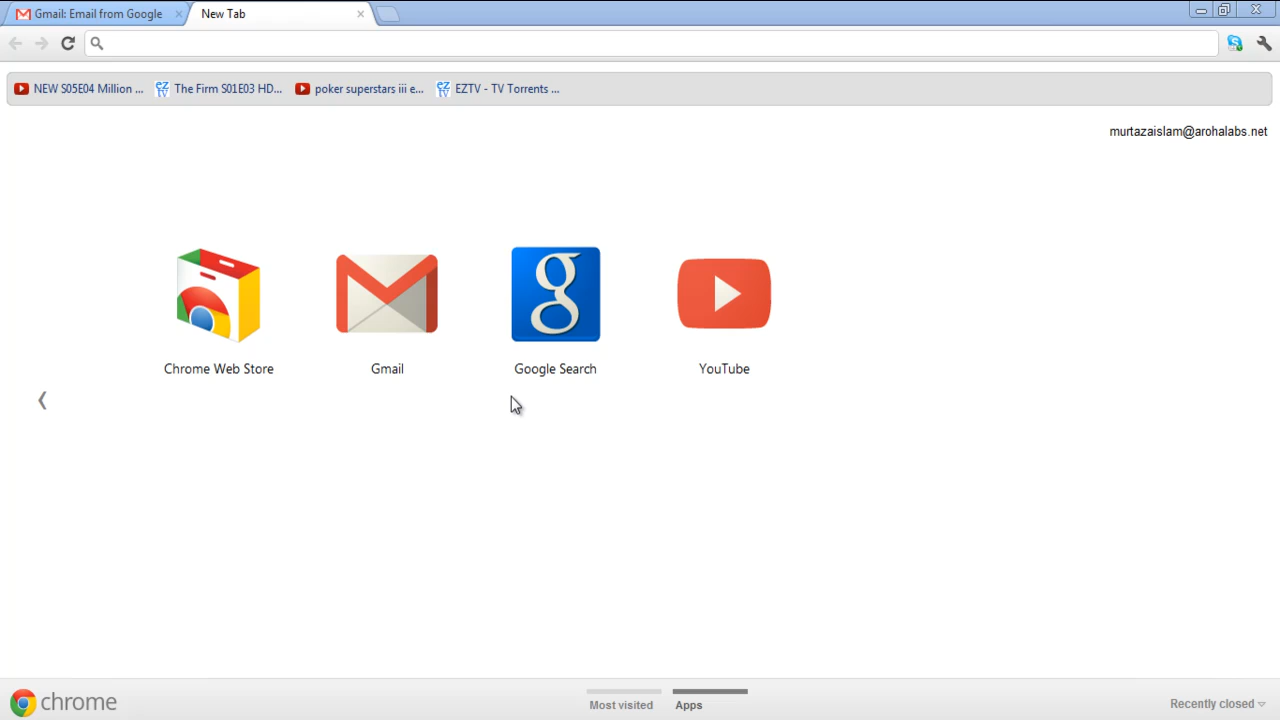 Gmail: Email from Google
New Tab
NEW S05E04 Million ...
The Firm S01E03 HD...
poker superstars iii e...
EZTV - TV Torrents ...
murtazaislam@arohalabs.net
Chrome Web Store
Gmail
Google Search
YouTube
chrome
Most visited
Apps
Recently closed